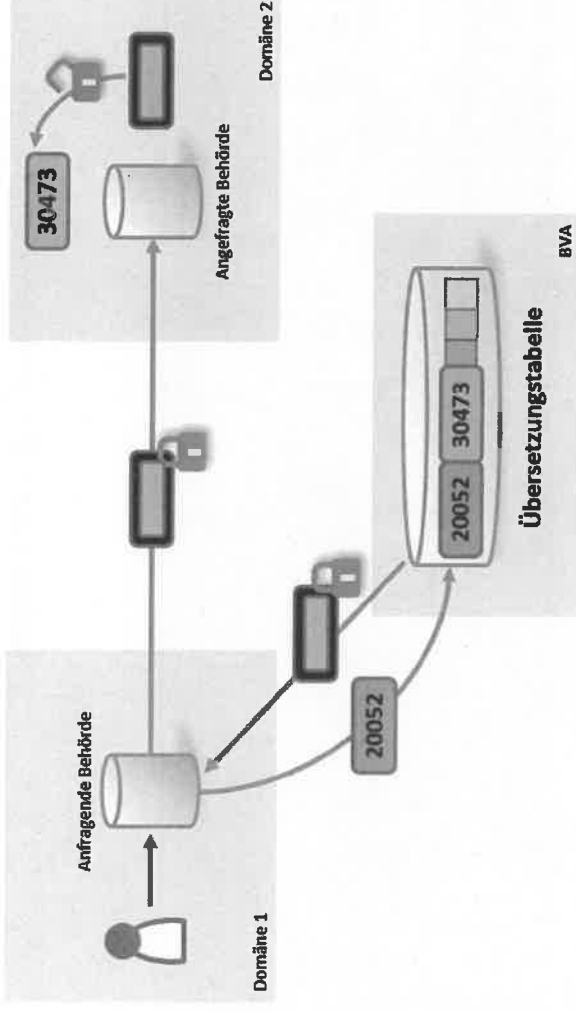 Anfragende Behörde
Domäne 1
20052
30473
Angefragte Behörde
Domäne 2
20052
30473
Übersetzungstabelle
BVA